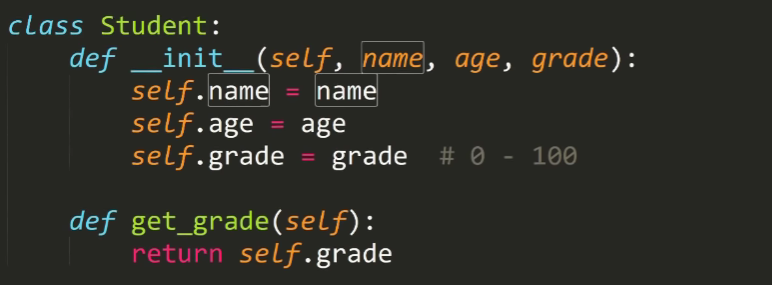 class Student:
    def __init__(self, name, age, grade):
        self.name = name
        self.age = age
        self.grade = grade  # 0 - 100

    def get_grade(self):
        return self.grade